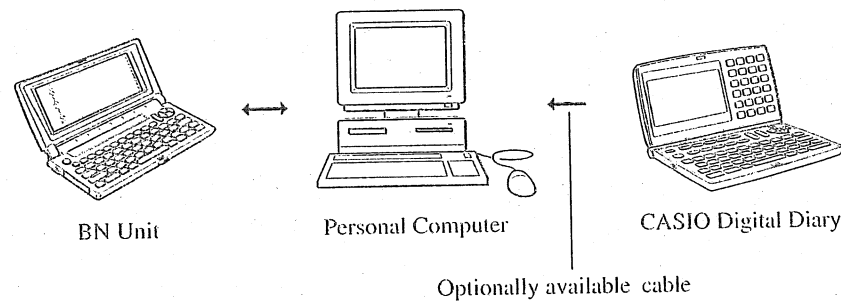 BN Unit
Personal Computer
CASIO Digital Diary
Optionally available cable